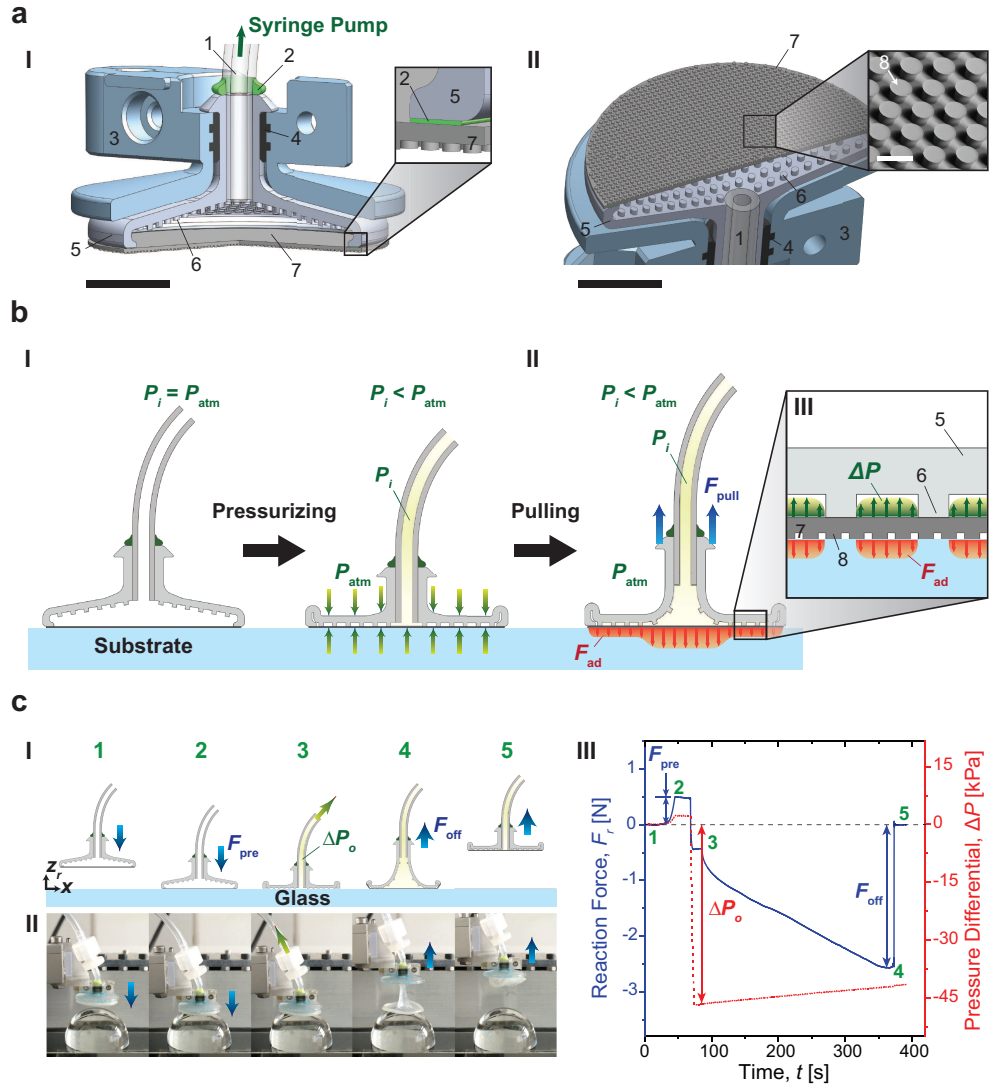 a
I
Syringe Pump
1
2
3
4
5
6
7
2
5
7
II
7
8
6
5
1
4
3
b
I
P_i = P_atm
Substrate
Pressurizing
P_i < P_atm
P_i
P_atm
Pulling
II
P_i < P_atm
P_i
F_pull
P_atm
F_ad
III
5
6
ΔP
7
8
F_ad
c
I
1
2
3
4
5
F_pre
ΔP_o
F_off
z_r
x
Glass
II
III
Reaction Force, F_r [N]
1
0
-1
-2
-3
F_pre
1
2
3
4
5
ΔP_o
F_off
15
0
-15
-30
-45
Pressure Differential, ΔP [kPa]
0
100
200
300
400
Time, t [s]